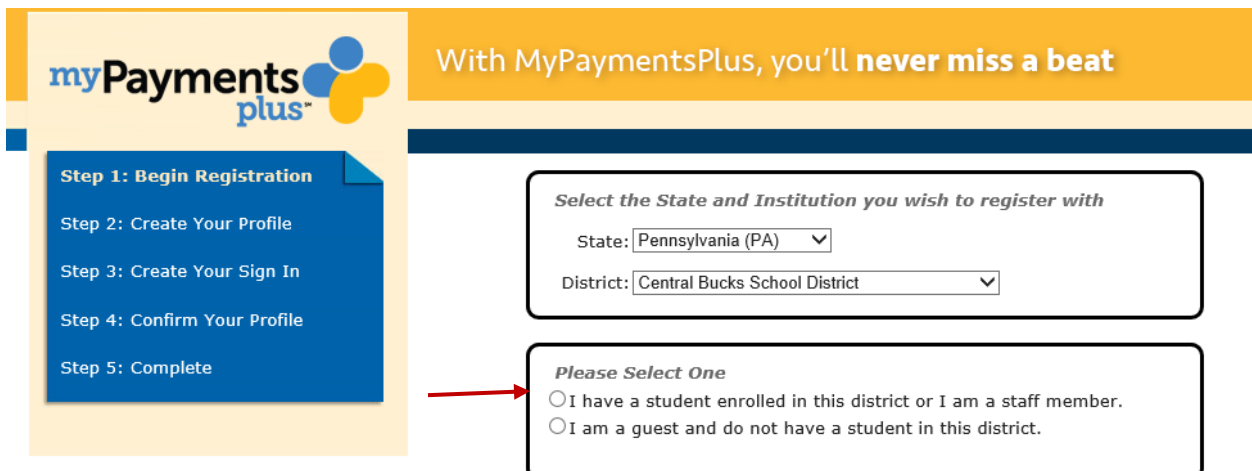 myPayments
plus℠
With MyPaymentsPlus, you'll never miss a beat
Step 1: Begin Registration
Step 2: Create Your Profile
Step 3: Create Your Sign In
Step 4: Confirm Your Profile
Step 5: Complete
Select the State and Institution you wish to register with
State: Pennsylvania (PA)
District: Central Bucks School District
Please Select One
I have a student enrolled in this district or I am a staff member.
I am a guest and do not have a student in this district.